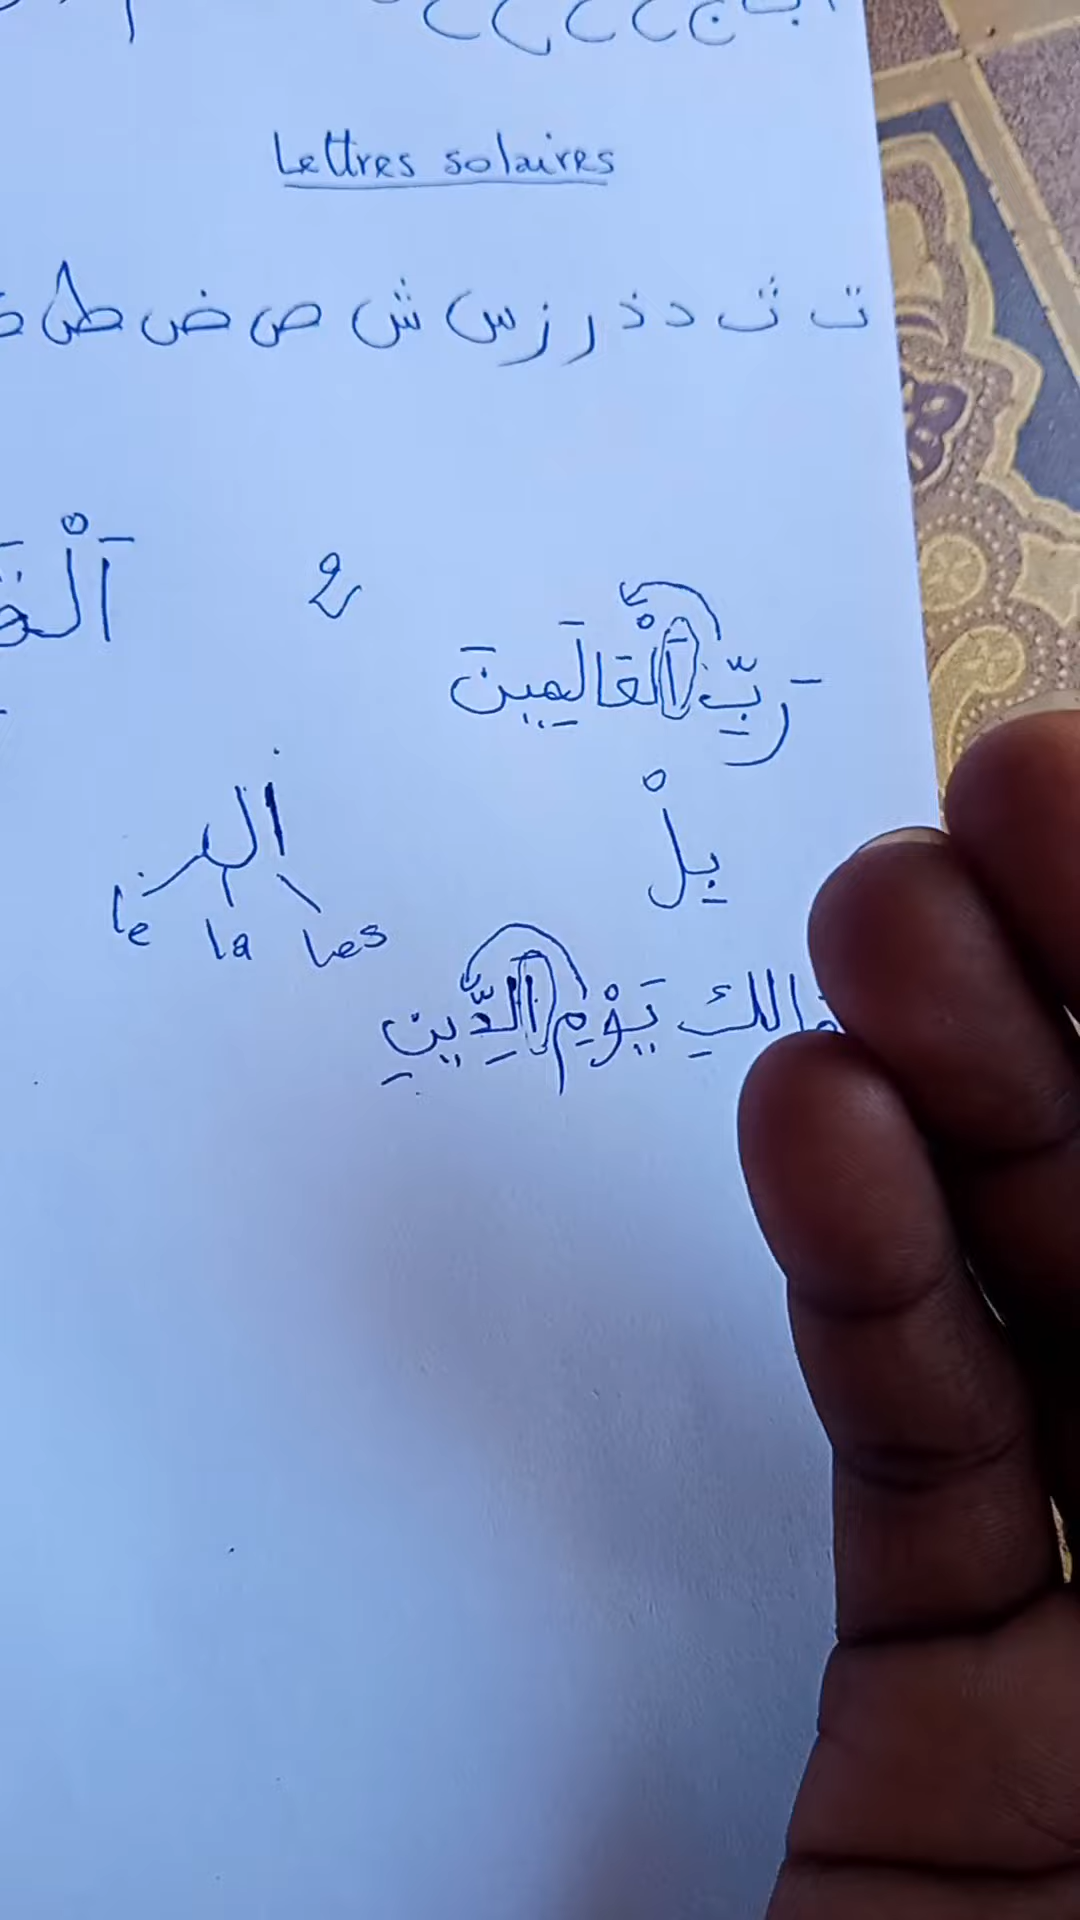 Lettres solaires
ت ث د ذ ر ز س ش ص ض ط
رَبِّ اَلْعَالَمِينَ
بِلْ
ال
le la les
مَالِكِ يَوْمِ الدِّينِ